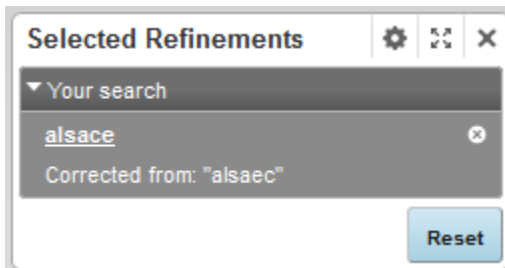 Selected Refinements
Your search
alsace
Corrected from: "alsaec"
Reset